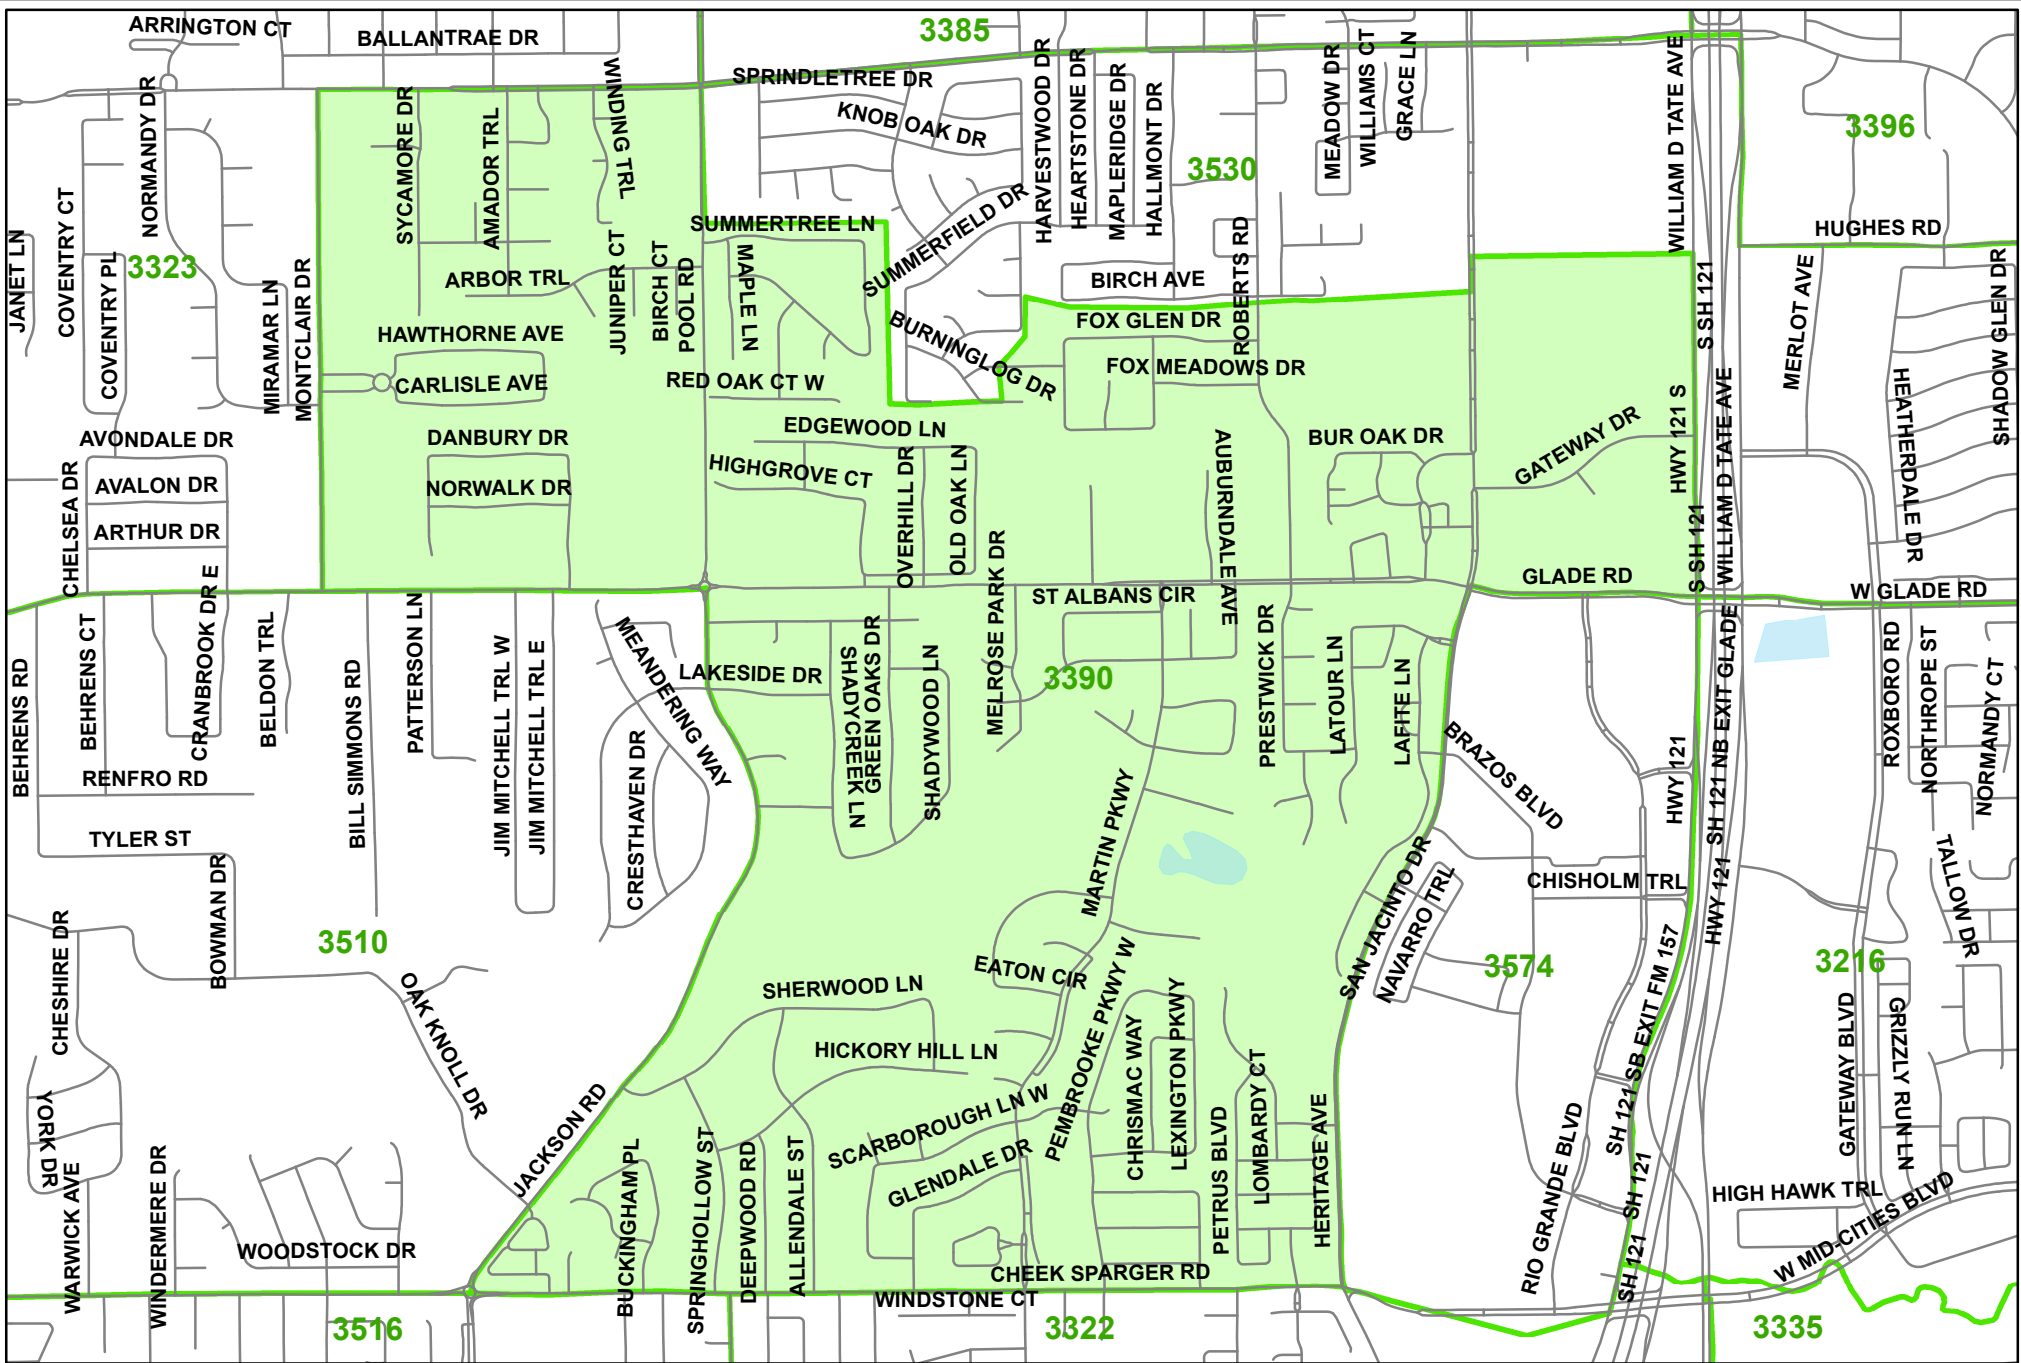 ARRINGTON CT
BALLANTRAE DR
3385
SPRINDLETREE DR
KNOB OAK DR
3530
3396
NORMANDY DR
SYCAMORE DR
AMADOR TRL
WINDING TRL
HARVESTWOOD DR
HEARTSTONE DR
MAPLERIDGE DR
HALLMONT DR
MEADOW DR
WILLIAMS CT
GRACE LN
WILLIAM D TATE AVE
SUMMERTREE LN
SUMMERFIELD DR
HUGHES RD
JANET LN
COVENTRY CT
COVENTRY PL
3323
MIRAMAR LN
MONTCLAIR DR
ARBOR TRL
JUNIPER CT
BIRCH CT
POOL RD
MAPLE LN
BIRCH AVE
ROBERTS RD
S SH 121
MERLOT AVE
SHADOW GLEN DR
HAWTHORNE AVE
BURNINGLOG DR
FOX GLEN DR
CARLISLE AVE
RED OAK CT W
FOX MEADOWS DR
HEATHERDALE DR
AVONDALE DR
DANBURY DR
EDGEWOOD LN
BUR OAK DR
GATEWAY DR
HWY 121 S
WILLIAM D TATE AVE
CHELSEA DR
AVALON DR
NORWALK DR
HIGHGROVE CT
OVERHILL DR
OLD OAK LN
AUBURNDALE AVE
ARTHUR DR
MELROSE PARK DR
S SH 121
GLADE RD
W GLADE RD
CRANBROOK DR E
ST ALBANS CIR
BEHRENS RD
BEHRENS CT
BELDON TRL
BILL SIMMONS RD
PATTERSON LN
JIM MITCHELL TRL W
JIM MITCHELL TRL E
MEANDERING WAY
LAKESIDE DR
SHADYCREEK LN
GREEN OAKS DR
SHADYWOOD LN
3390
PRESTWICK DR
LATOUR LN
LAFITE LN
BRAZOS BLVD
HWY 121
SH 121 NB EXIT GLADE
ROXBORO RD
NORTHROPE ST
NORMANDY CT
RENFRO RD
CRESTHAVEN DR
TYLER ST
MARTIN PKWY
BOWMAN DR
SAN JACINTO DR
NAVARRO TRL
CHISHOLM TRL
HWY 121
TALLOW DR
3510
CHESHIRE DR
OAK KNOLL DR
SHERWOOD LN
EATON CIR
PEMBROOKE PKWY W
3574
3216
SH 121 SB EXIT FM 157
HICKORY HILL LN
CHRISMAC WAY
LEXINGTON PKWY
GATEWAY BLVD
GRIZZLY RUN LN
YORK DR
JACKSON RD
SCARBOROUGH LN W
LOMBARDY CT
PETRUS BLVD
HERITAGE AVE
RIO GRANDE BLVD
WARWICK AVE
WINDERMERE DR
BUCKINGHAM PL
SPRINGHOLLOW ST
DEEPWOOD RD
ALLENDALE ST
GLENDALE DR
SH 121
HIGH HAWK TRL
WOODSTOCK DR
W MID-CITIES BLVD
CHEEK SPARGER RD
SH 121
WINDSTONE CT
3516
3322
3335